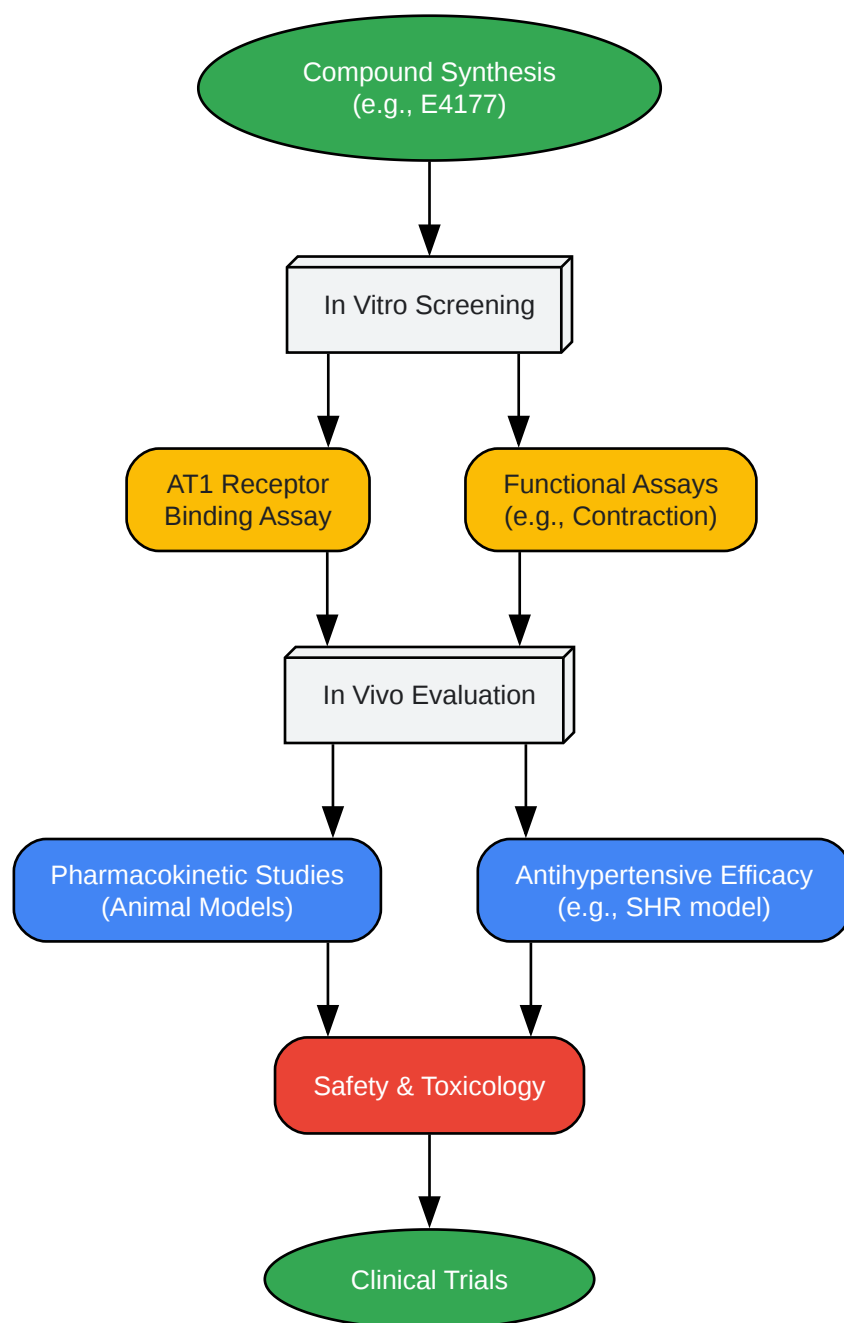 Compound Synthesis
(e.g., E4177)
In Vitro Screening
AT1 Receptor
Binding Assay
Functional Assays
(e.g., Contraction)
In Vivo Evaluation
Pharmacokinetic Studies
(Animal Models)
Antihypertensive Efficacy
(e.g., SHR model)
Safety & Toxicology
Clinical Trials